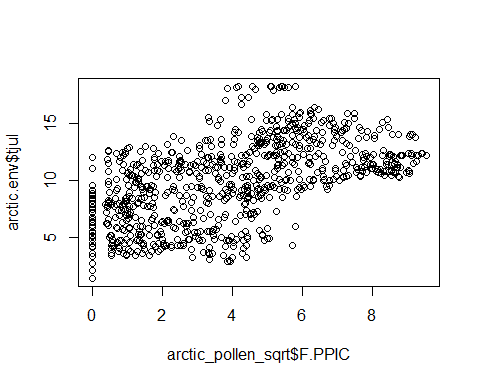 arctic.env$tjul
15
10
5
0 2 4 6 8
arctic_pollen_sqrt$F.PPIC